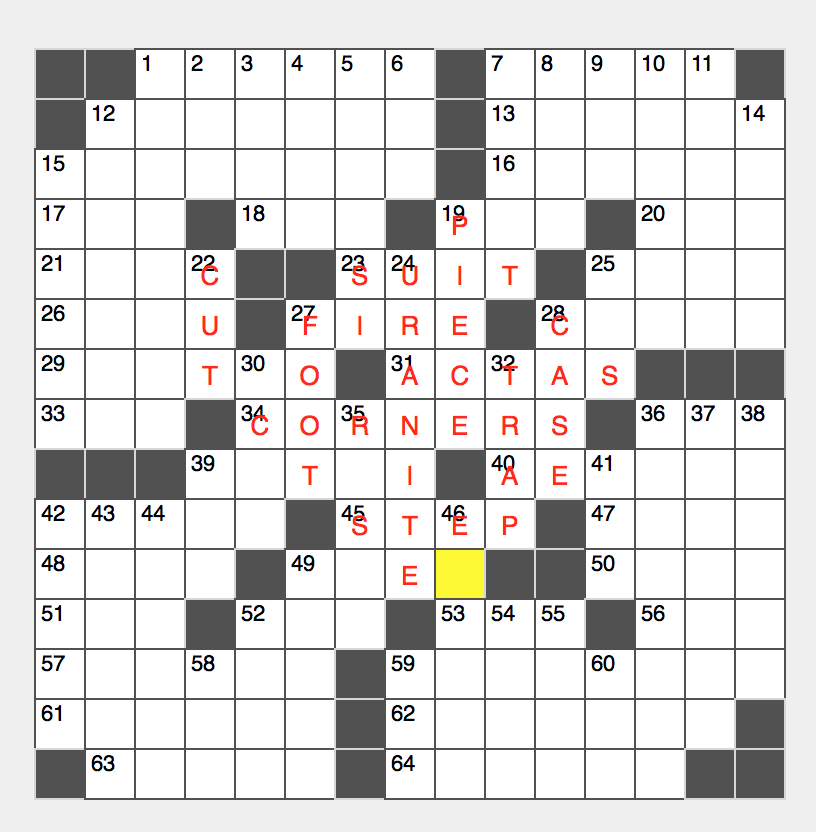 1 2 3 4 5 6 7 8 9 10 11
12 13 14
15 16
17 18 19 P 20
21 22 C 23 S 24 U I T 25
26 U 27 F I R E 28 C
29 T 30 O 31 A C 32 T A S
33 34 C O 35 R N E R S 36 37 38
39 T I 40 A E 41
42 43 44 45 S T 46 E P 47
48 49 E 50
51 52 53 54 55 56
57 58 59 60
61 62
63 64